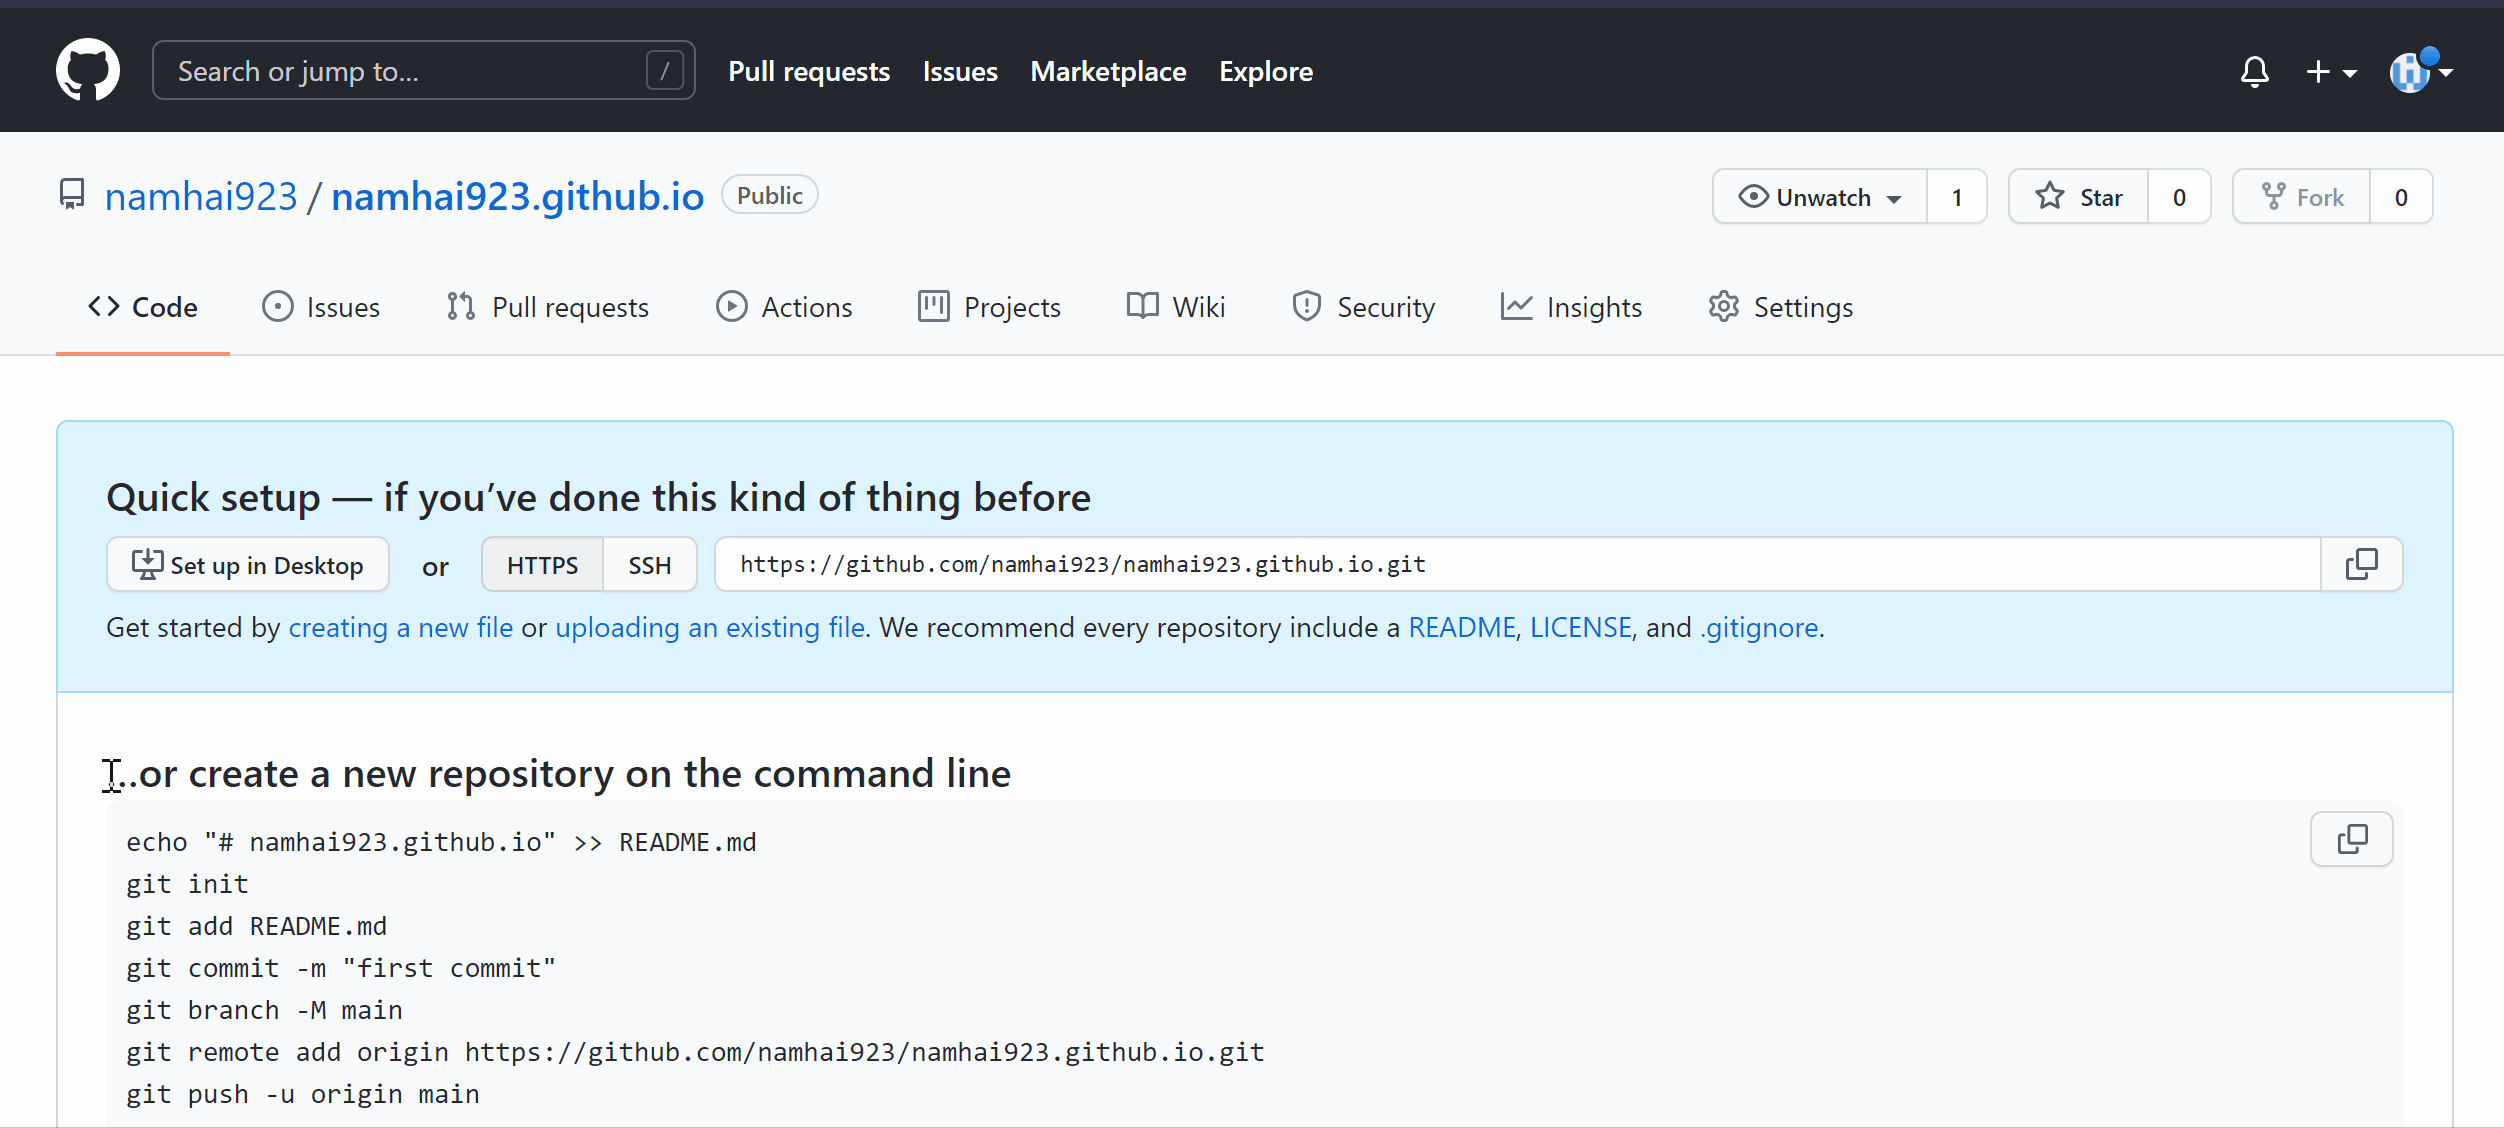 Search or jump to... / Pull requests Issues Marketplace Explore
namhai923 / namhai923.github.io Public Unwatch 1 Star 0 Fork 0
Code Issues Pull requests Actions Projects Wiki Security Insights Settings
Quick setup — if you’ve done this kind of thing before
Set up in Desktop or HTTPS SSH https://github.com/namhai923/namhai923.github.io.git
Get started by creating a new file or uploading an existing file. We recommend every repository include a README, LICENSE, and .gitignore.
...or create a new repository on the command line
echo "# namhai923.github.io" >> README.md
git init
git add README.md
git commit -m "first commit"
git branch -M main
git remote add origin https://github.com/namhai923/namhai923.github.io.git
git push -u origin main